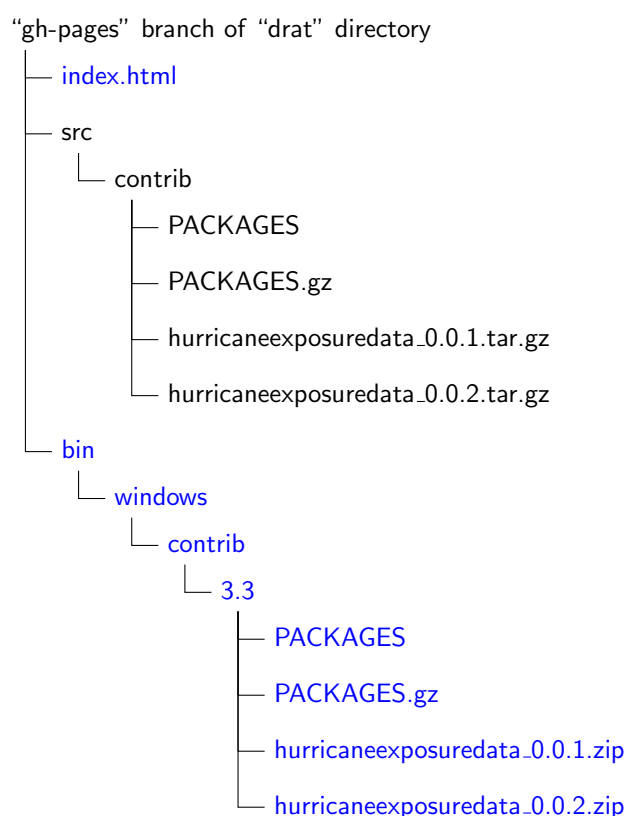 “gh-pages” branch of “drat” directory
index.html
src
contrib
PACKAGES
PACKAGES.gz
hurricaneexposuredata_0.0.1.tar.gz
hurricaneexposuredata_0.0.2.tar.gz
bin
windows
contrib
3.3
PACKAGES
PACKAGES.gz
hurricaneexposuredata_0.0.1.zip
hurricaneexposuredata_0.0.2.zip